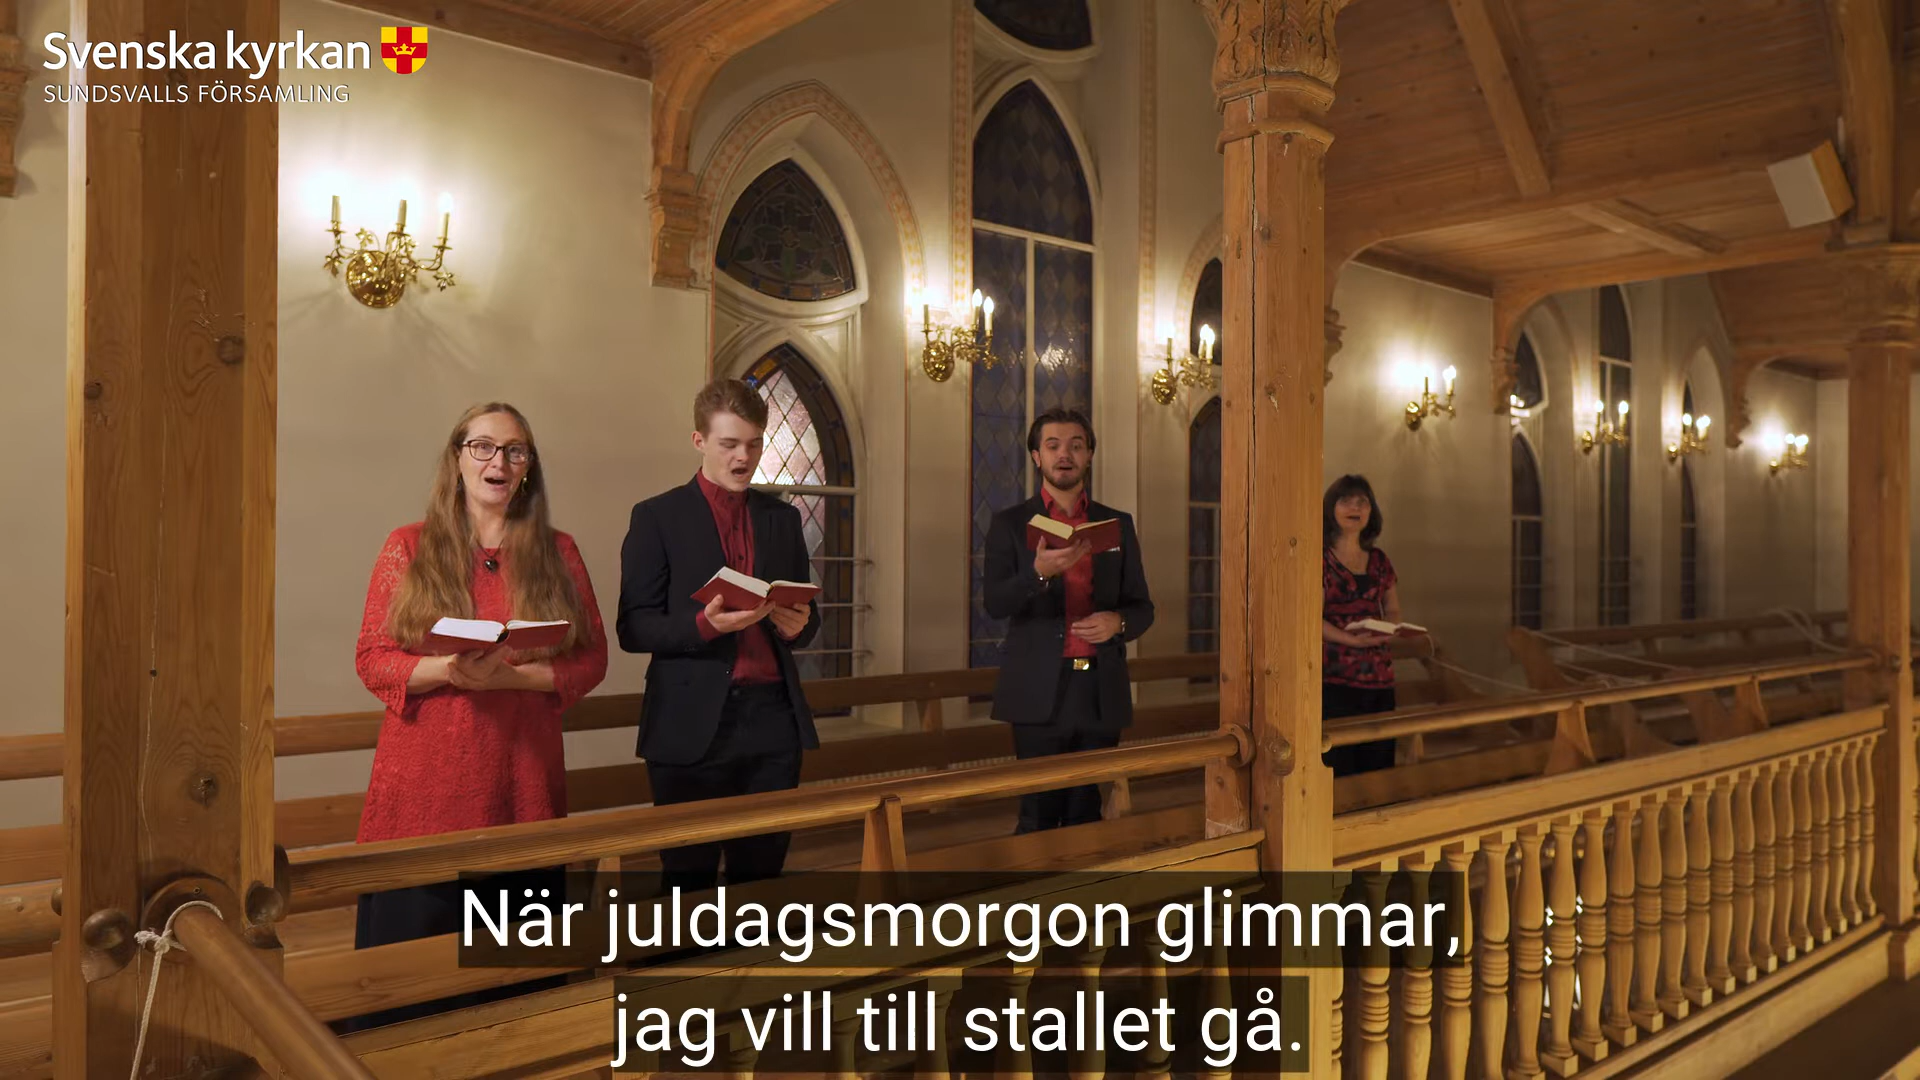 Svenska kyrkan
SUNDSVALLS FÖRSAMLING
När juldagsmorgon glimmar,
jag vill till stallet gå.